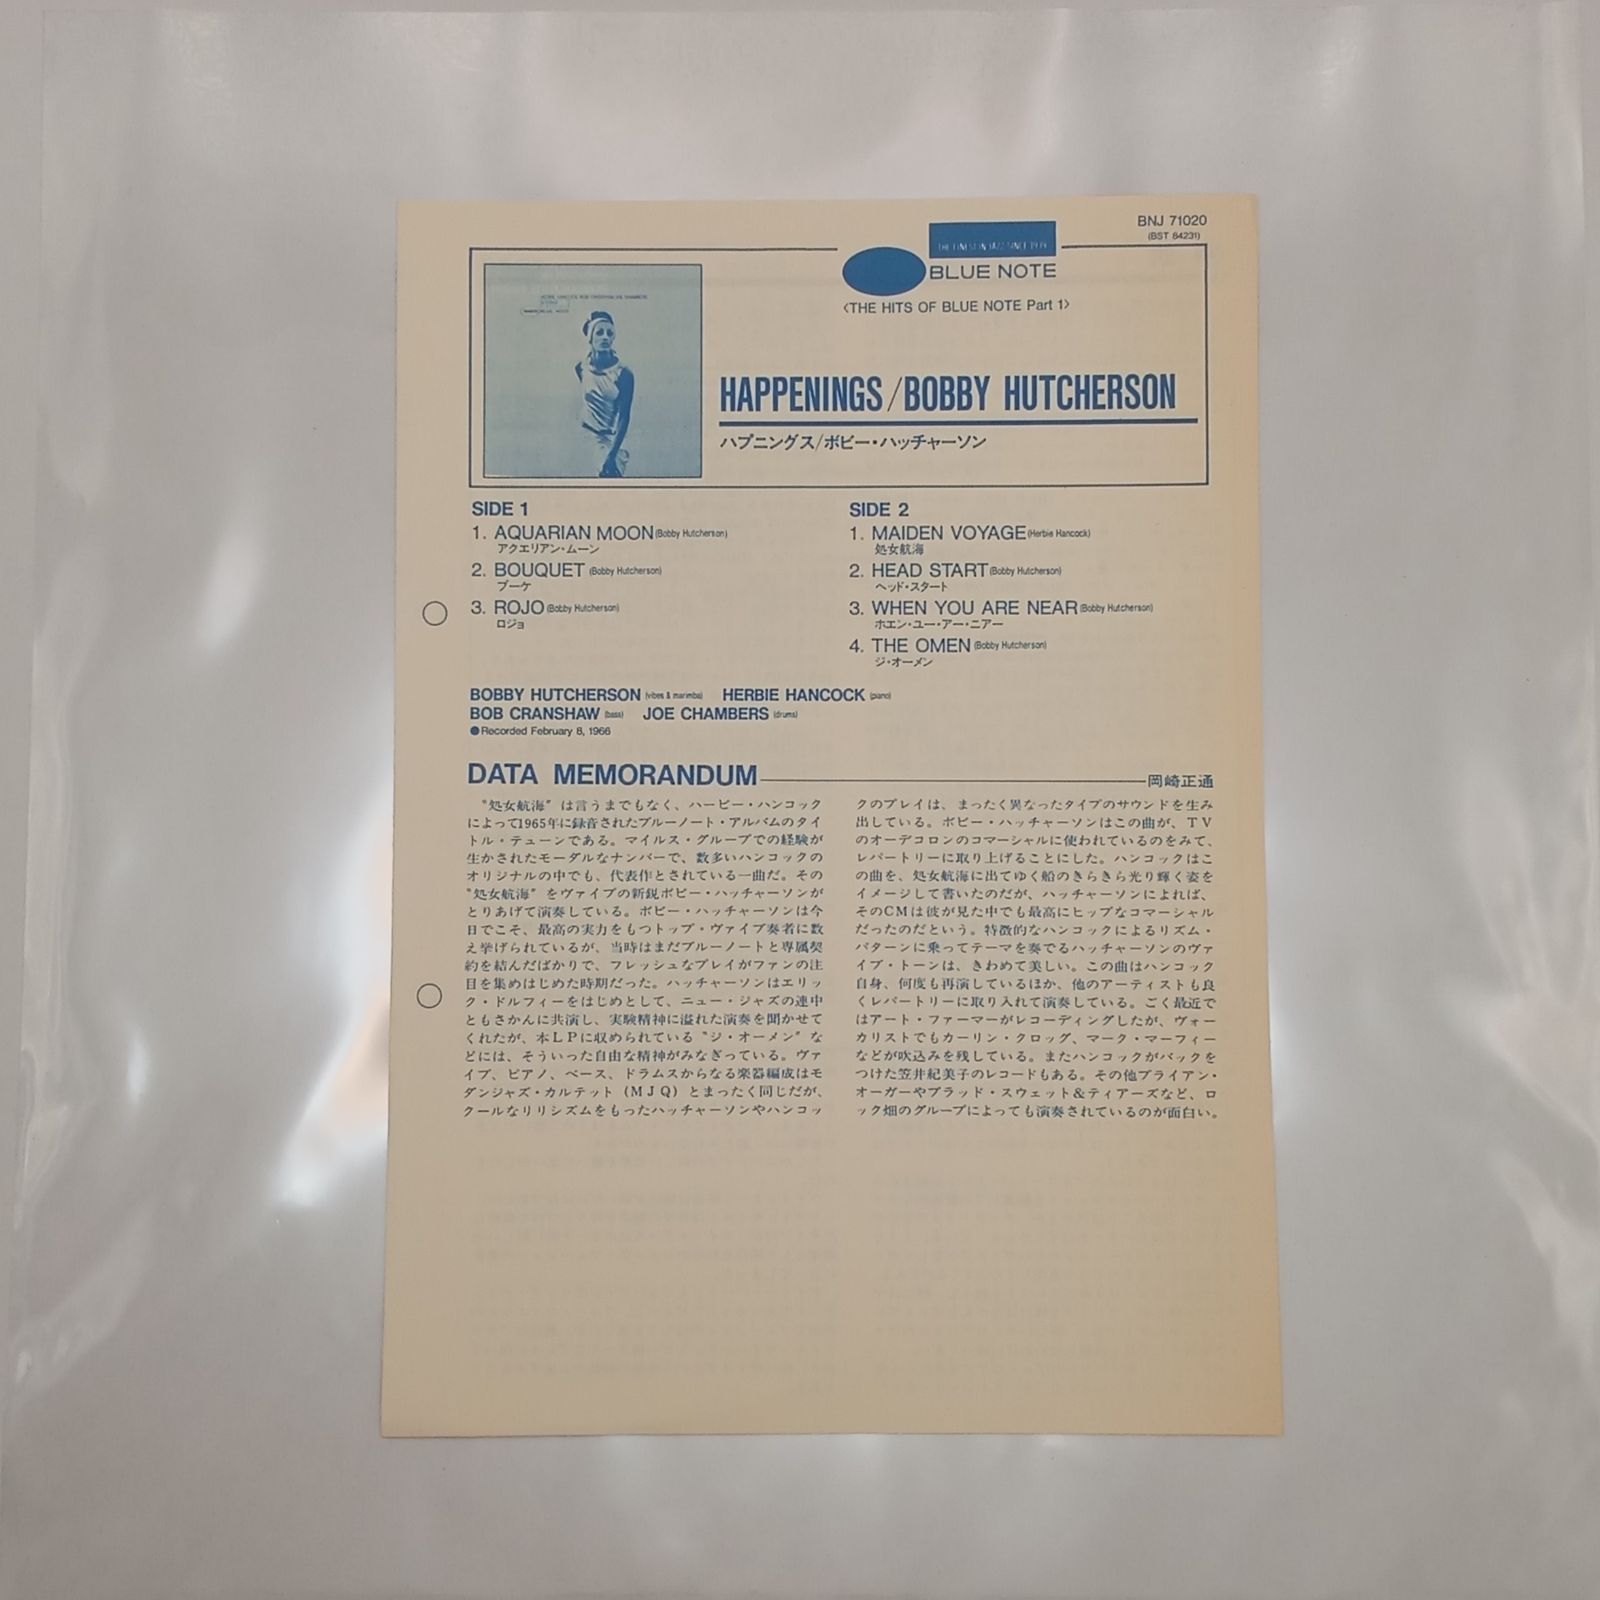 BNJ 71020
(BST 84231)
THE FINEST IN JAZZ SINCE 1939
BLUE NOTE
〈THE HITS OF BLUE NOTE Part 1〉
HAPPENINGS/BOBBY HUTCHERSON
ハプニングス/ボビー・ハッチャーソン
SIDE 1
1. AQUARIAN MOON (Bobby Hutcherson)
アクエリアン・ムーン
2. BOUQUET (Bobby Hutcherson)
ブーケ
3. ROJO (Bobby Hutcherson)
ロジョ
SIDE 2
1. MAIDEN VOYAGE (Herbie Hancock)
処女航海
2. HEAD START (Bobby Hutcherson)
ヘッド・スタート
3. WHEN YOU ARE NEAR (Bobby Hutcherson)
ホエン・ユー・アー・ニアー
4. THE OMEN (Bobby Hutcherson)
ジ・オーメン
BOBBY HUTCHERSON (vibes & marimba) HERBIE HANCOCK (piano)
BOB CRANSHAW (bass) JOE CHAMBERS (drums)
●Recorded February 8, 1966
DATA MEMORANDUM 岡崎正通
〝処女航海〟は言うまでもなく、ハービー・ハンコック
によって1965年に録音されたブルーノート・アルバムのタイ
トル・テューンである。マイルス・グループでの経験が
生かされたモーダルなナンバーで、数多いハンコックの
オリジナルの中でも、代表作とされている一曲だ。その
〝処女航海〟をヴァイブの新鋭ボビー・ハッチャーソンが
とりあげて演奏している。ボビー・ハッチャーソンは今
日でこそ、最高の実力をもつトップ・ヴァイブ奏者に数
え挙げられているが、当時はまだブルーノートと専属契
約を結んだばかりで、フレッシュなプレイがファンの注
目を集めはじめた時期だった。ハッチャーソンはエリッ
ク・ドルフィーをはじめとして、ニュー・ジャズの連中
ともさかんに共演し、実験精神に溢れた演奏を聞かせて
くれたが、本LPに収められている〝ジ・オーメン〟な
どには、そういった自由な精神がみなぎっている。ヴァ
イブ、ピアノ、ベース、ドラムスからなる楽器編成はモ
ダンジャズ・カルテット（MJQ）とまったく同じだが、
クールなリリシズムをもったハッチャーソンやハンコッ
クのプレイは、まったく異なったタイプのサウンドを生み
出している。ボビー・ハッチャーソンはこの曲が、TV
のオーデコロンのコマーシャルに使われているのをみて、
レパートリーに取り上げることにした。ハンコックはこ
の曲を、処女航海に出てゆく船のきらきら光り輝く姿を
イメージして書いたのだが、ハッチャーソンによれば、
そのCMは彼が見た中でも最高にヒップなコマーシャル
だったのだという。特徴的なハンコックによるリズム・
パターンに乗ってテーマを奏でるハッチャーソンのヴァ
イブ・トーンは、きわめて美しい。この曲はハンコック
自身、何度も再演しているほか、他のアーティストも良
くレパートリーに取り入れて演奏している。ごく最近で
はアート・ファーマーがレコーディングしたが、ヴォー
カリストでもカーリン・クロッグ、マーク・マーフィー
などが吹込みを残している。またハンコックがバックを
つけた笠井紀美子のレコードもある。その他ブライアン・
オーガーやブラッド・スウェット&ティアーズなど、ロ
ック畑のグループによっても演奏されているのが面白い。